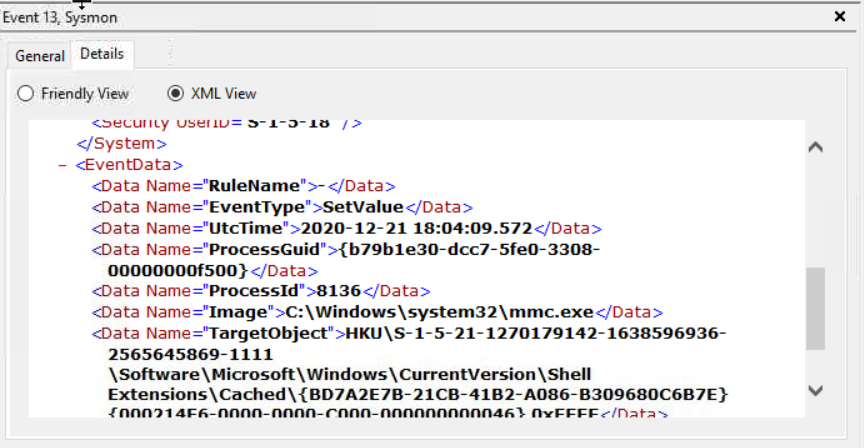 Event 13, Sysmon
General
Details
Friendly View
XML View
<Security UserID="S-1-5-18" />
</System>
– <EventData>
<Data Name="RuleName">-</Data>
<Data Name="EventType">SetValue</Data>
<Data Name="UtcTime">2020-12-21 18:04:09.572</Data>
<Data Name="ProcessGuid">{b79b1e30-dcc7-5fe0-3308-
00000000f500}</Data>
<Data Name="ProcessId">8136</Data>
<Data Name="Image">C:\Windows\system32\mmc.exe</Data>
<Data Name="TargetObject">HKU\S-1-5-21-1270179142-1638596936-
2565645869-1111
\Software\Microsoft\Windows\CurrentVersion\Shell
Extensions\Cached\{BD7A2E7B-21CB-41B2-A086-B309680C6B7E}
{000214E6-0000-0000-C000-000000000046} 0xFFFF</Data>